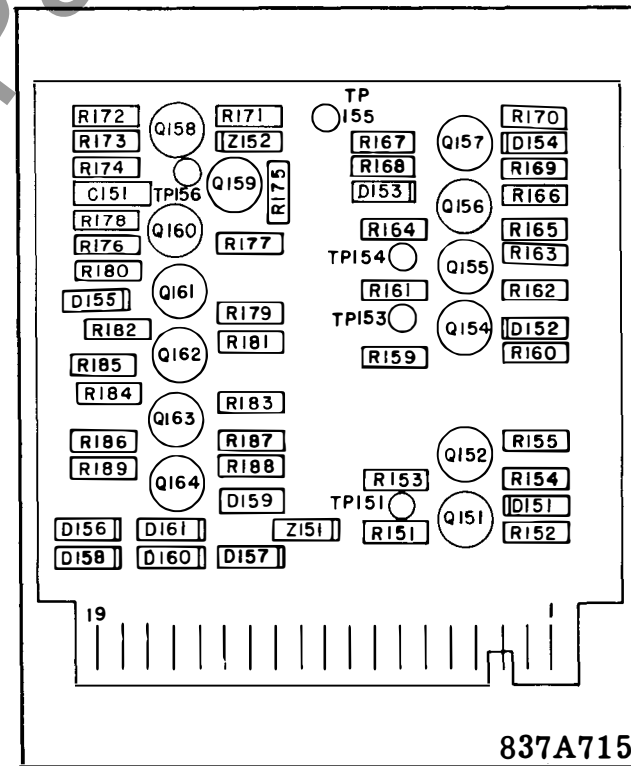 R172 Q158 R171 TP 155 R170
R173 Z152 R167 Q157 D154
R174 TP156 Q159 R175 R168 R169
C151 D153 Q156 R166
R178 Q160 R164 R165
R176 R177 TP154 R163
R180 Q155
D155 Q161 R161 R162
R182 R179 TP153 Q154 D152
R185 Q162 R181 R159 R160
R184 R183
Q163
R186 R187 Q152 R155
R189 Q164 R188 R153 R154
D159 TP151 Q151 D151
D156 D161 Z151 R151 R152
D158 D160 D157
19 1
837A715